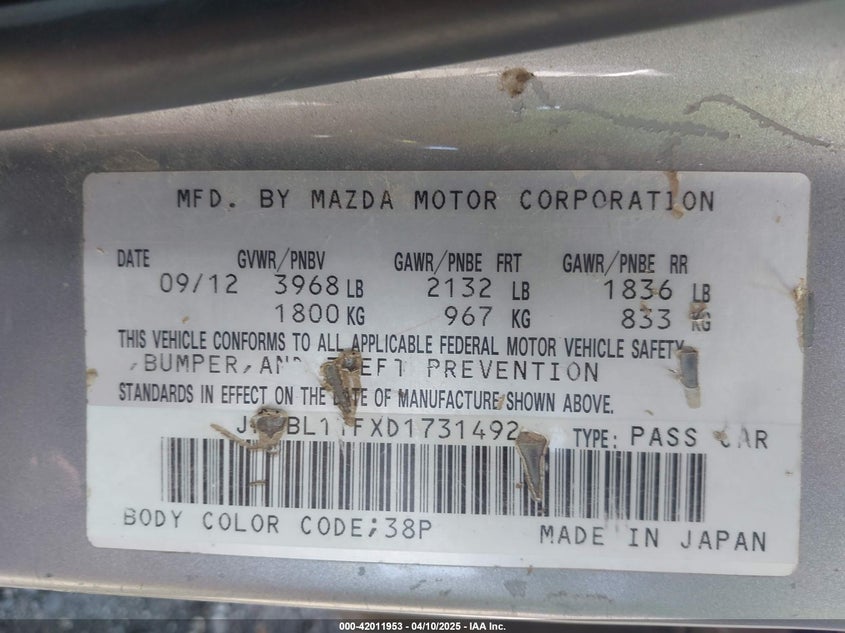 MFD. BY MAZDA MOTOR CORPORATION
DATE GVWR/PNBV GAWR/PNBE FRT GAWR/PNBE RR
09/12 3968 LB 2132 LB 1836 LB
1800 KG 967 KG 833 KG
THIS VEHICLE CONFORMS TO ALL APPLICABLE FEDERAL MOTOR VEHICLE SAFETY
,BUMPER,AND THEFT PREVENTION
STANDARDS IN EFFECT ON THE DATE OF MANUFACTURE SHOWN ABOVE.
TYPE: PASS CAR
BODY COLOR CODE;38P MADE IN JAPAN
000-42011953 - 04/10/2025 - IAA Inc.